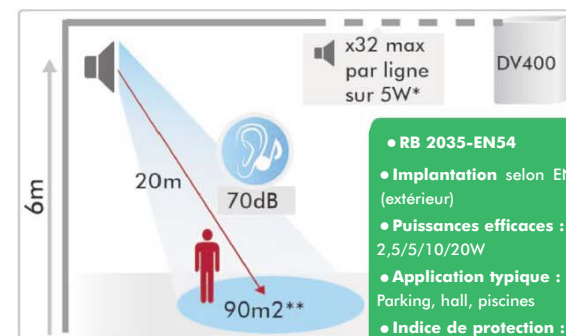 x32 max
par ligne
sur 5W*
DV400
6m
20m
70dB
90m2**
● RB 2035-EN54
● Implantation selon
(extérieur)
● Puissances efficaces :
2,5/5/10/20W
● Application typique :
Parking, hall, piscines
● Indice de protection :